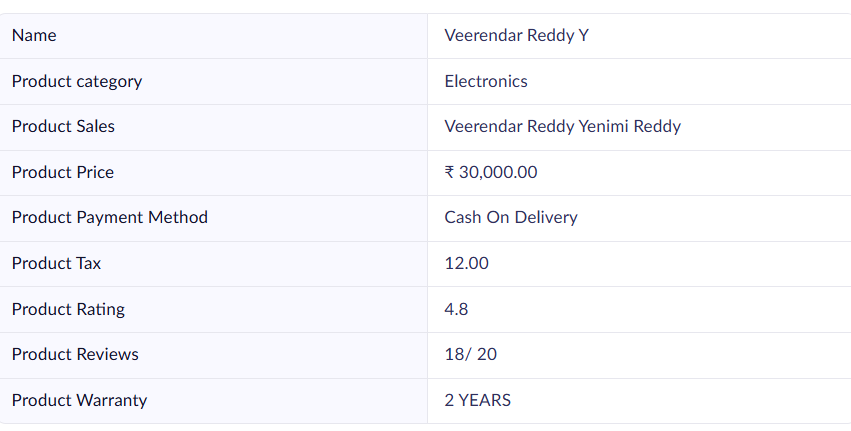 Name Veerendar Reddy Y
Product category Electronics
Product Sales Veerendar Reddy Yenimi Reddy
Product Price ₹ 30,000.00
Product Payment Method Cash On Delivery
Product Tax 12.00
Product Rating 4.8
Product Reviews 18/ 20
Product Warranty 2 YEARS